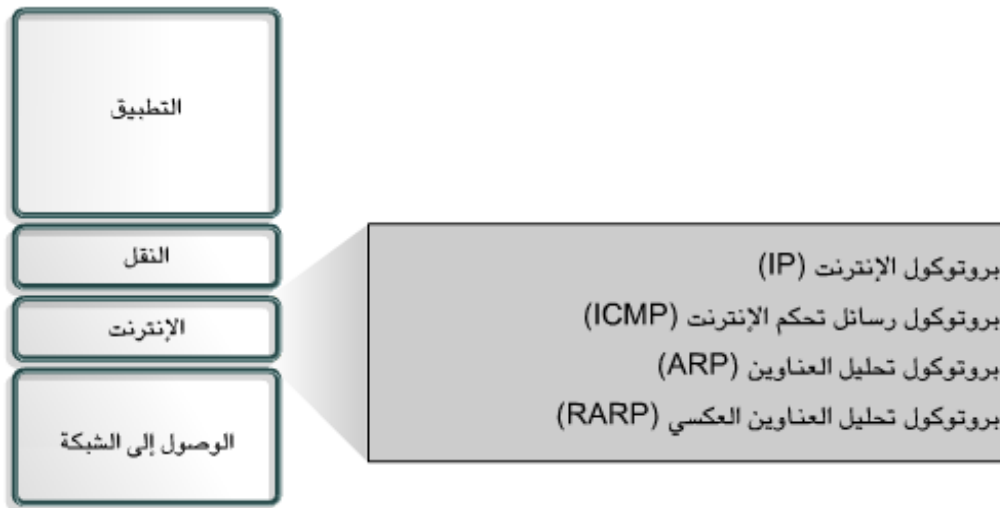 التطبيق
النقل
الإنترنت
الوصول إلى الشبكة
بروتوكول الإنترنت (IP)
بروتوكول رسائل تحكم الإنترنت (ICMP)
بروتوكول تحليل العناوين (ARP)
بروتوكول تحليل العناوين العكسي (RARP)